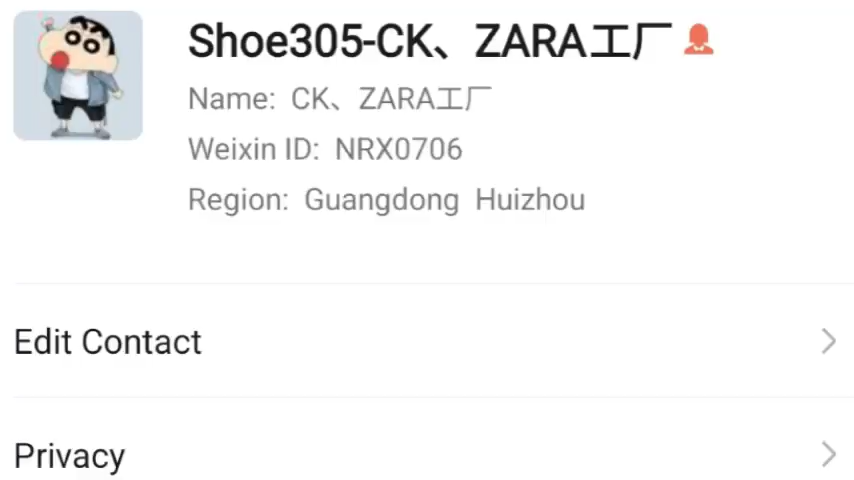 Shoe305-CK、ZARA工厂
Name: CK、ZARA工厂
Weixin ID: NRX0706
Region: Guangdong Huizhou
Edit Contact
Privacy